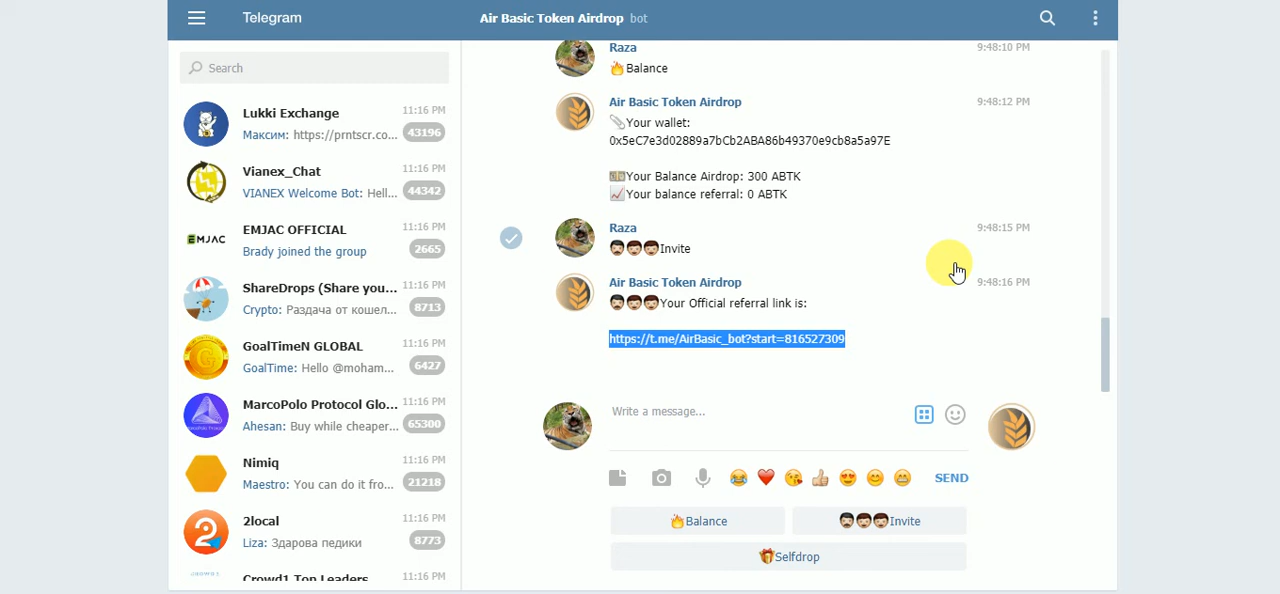 Telegram
Air Basic Token Airdrop bot
Search
Lukki Exchange 11:16 PM
Максим: https://prntscr.co... 43196
Vianex_Chat 11:16 PM
VIANEX Welcome Bot: Hell... 44342
EMJAC
EMJAC OFFICIAL 11:16 PM
Brady joined the group 2665
ShareDrops (Share you... 11:16 PM
Crypto: Раздача от кошел... 8713
GoalTimeN GLOBAL 11:16 PM
GoalTime: Hello @moham... 6427
MarcoPolo Protocol Glo... 11:16 PM
Ahesan: Buy while cheaper... 65300
Nimiq 11:16 PM
Maestro: You can do it fro... 21218
2local 11:16 PM
Liza: Здарова педики 8773
Crowd1 Top Leaders 11:16 PM
Raza 9:48:10 PM
🔥Balance
Air Basic Token Airdrop 9:48:12 PM
📎Your wallet:
0x5eC7e3d02889a7bCb2ABA86b49370e9cb8a5a97E
💵Your Balance Airdrop: 300 ABTK
📈Your balance referral: 0 ABTK
Raza 9:48:15 PM
👨🏻👨🏻👨🏻Invite
Air Basic Token Airdrop 9:48:16 PM
👨🏻👨🏻👨🏻Your Official referral link is:
https://t.me/AirBasic_bot?start=816527309
Write a message...
SEND
🔥Balance
👨🏻👨🏻👨🏻Invite
🎁Selfdrop